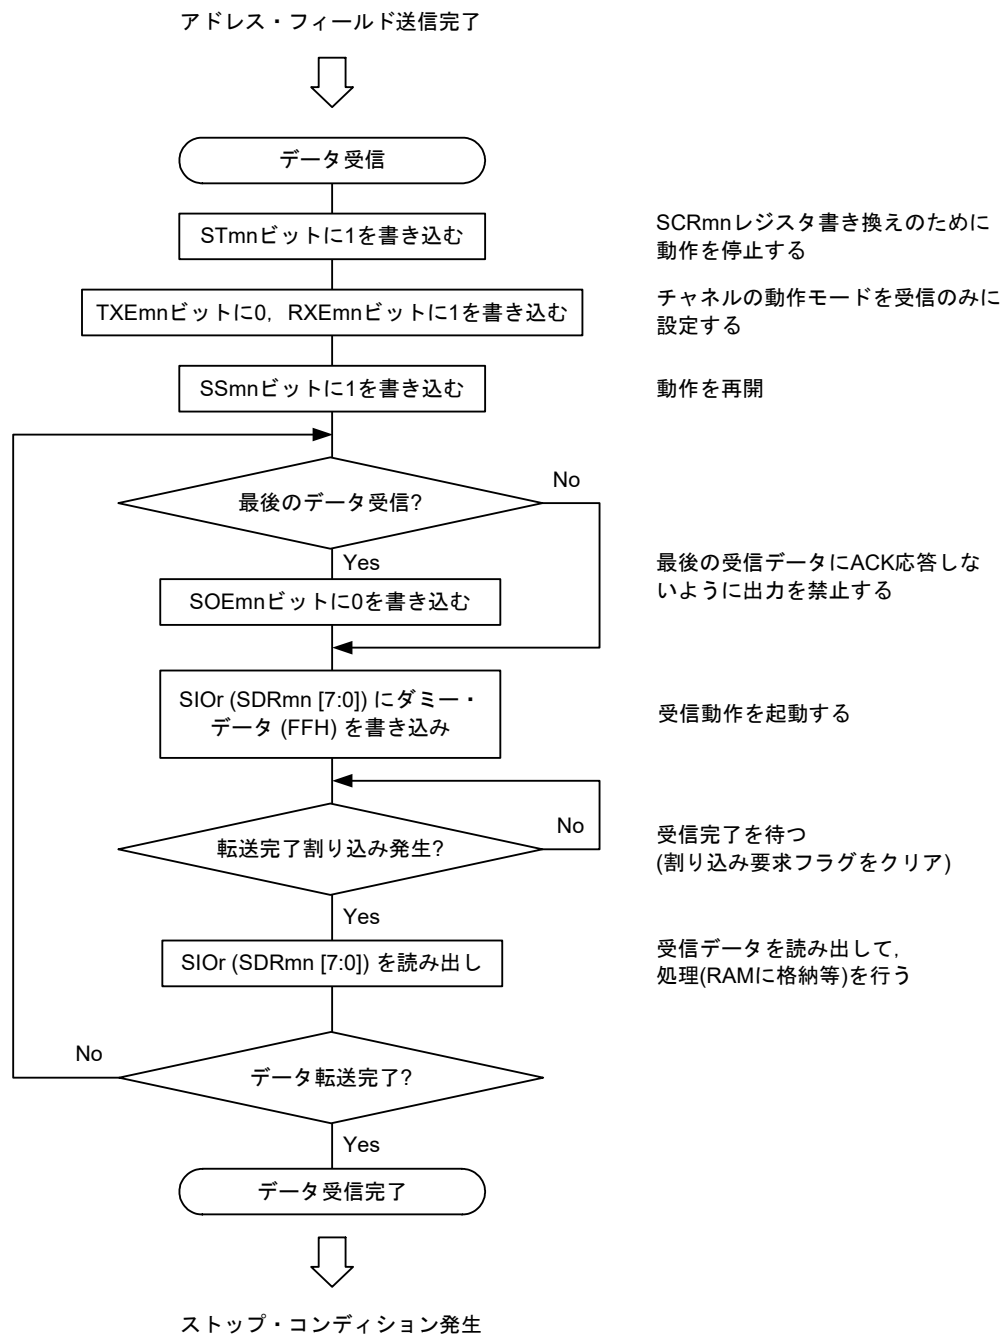 アドレス・フィールド送信完了
データ受信
STmnビットに1を書き込む
SCRmnレジスタ書き換えのために
動作を停止する
TXEmnビットに0, RXEmnビットに1を書き込む
チャネルの動作モードを受信のみに
設定する
SSmnビットに1を書き込む
動作を再開
最後のデータ受信?
No
Yes
SOEmnビットに0を書き込む
最後の受信データにACK応答しな
いように出力を禁止する
SIOr (SDRmn [7:0]) にダミー・
データ (FFH) を書き込み
受信動作を起動する
転送完了割り込み発生?
No
受信完了を待つ
(割り込み要求フラグをクリア)
Yes
SIOr (SDRmn [7:0]) を読み出し
受信データを読み出して,
処理(RAMに格納等)を行う
No
データ転送完了?
Yes
データ受信完了
ストップ・コンディション発生